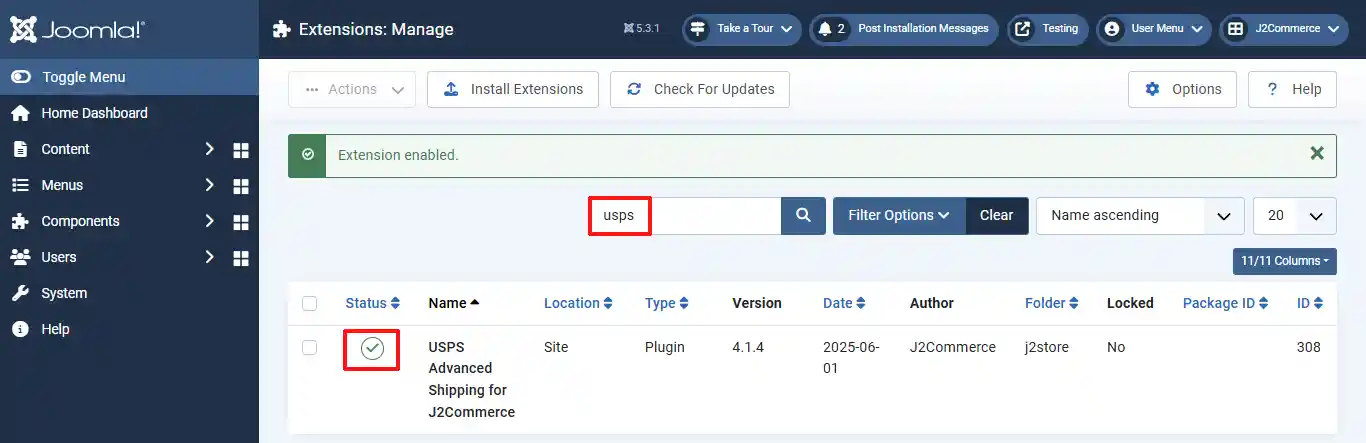 Joomla!®
Extensions: Manage
5.3.1
Take a Tour
2
Post Installation Messages
Testing
User Menu
J2Commerce
Toggle Menu
Home Dashboard
Content
Menus
Components
Users
System
Help
Actions
Install Extensions
Check For Updates
Options
? Help
Extension enabled.
usps
Filter Options
Clear
Name ascending
20
11/11 Columns
Status Name Location Type Version Date Author Folder Locked Package ID ID
USPS Site Plugin 4.1.4 2025-06- J2Commerce j2store No 308
Advanced 01
Shipping for
J2Commerce